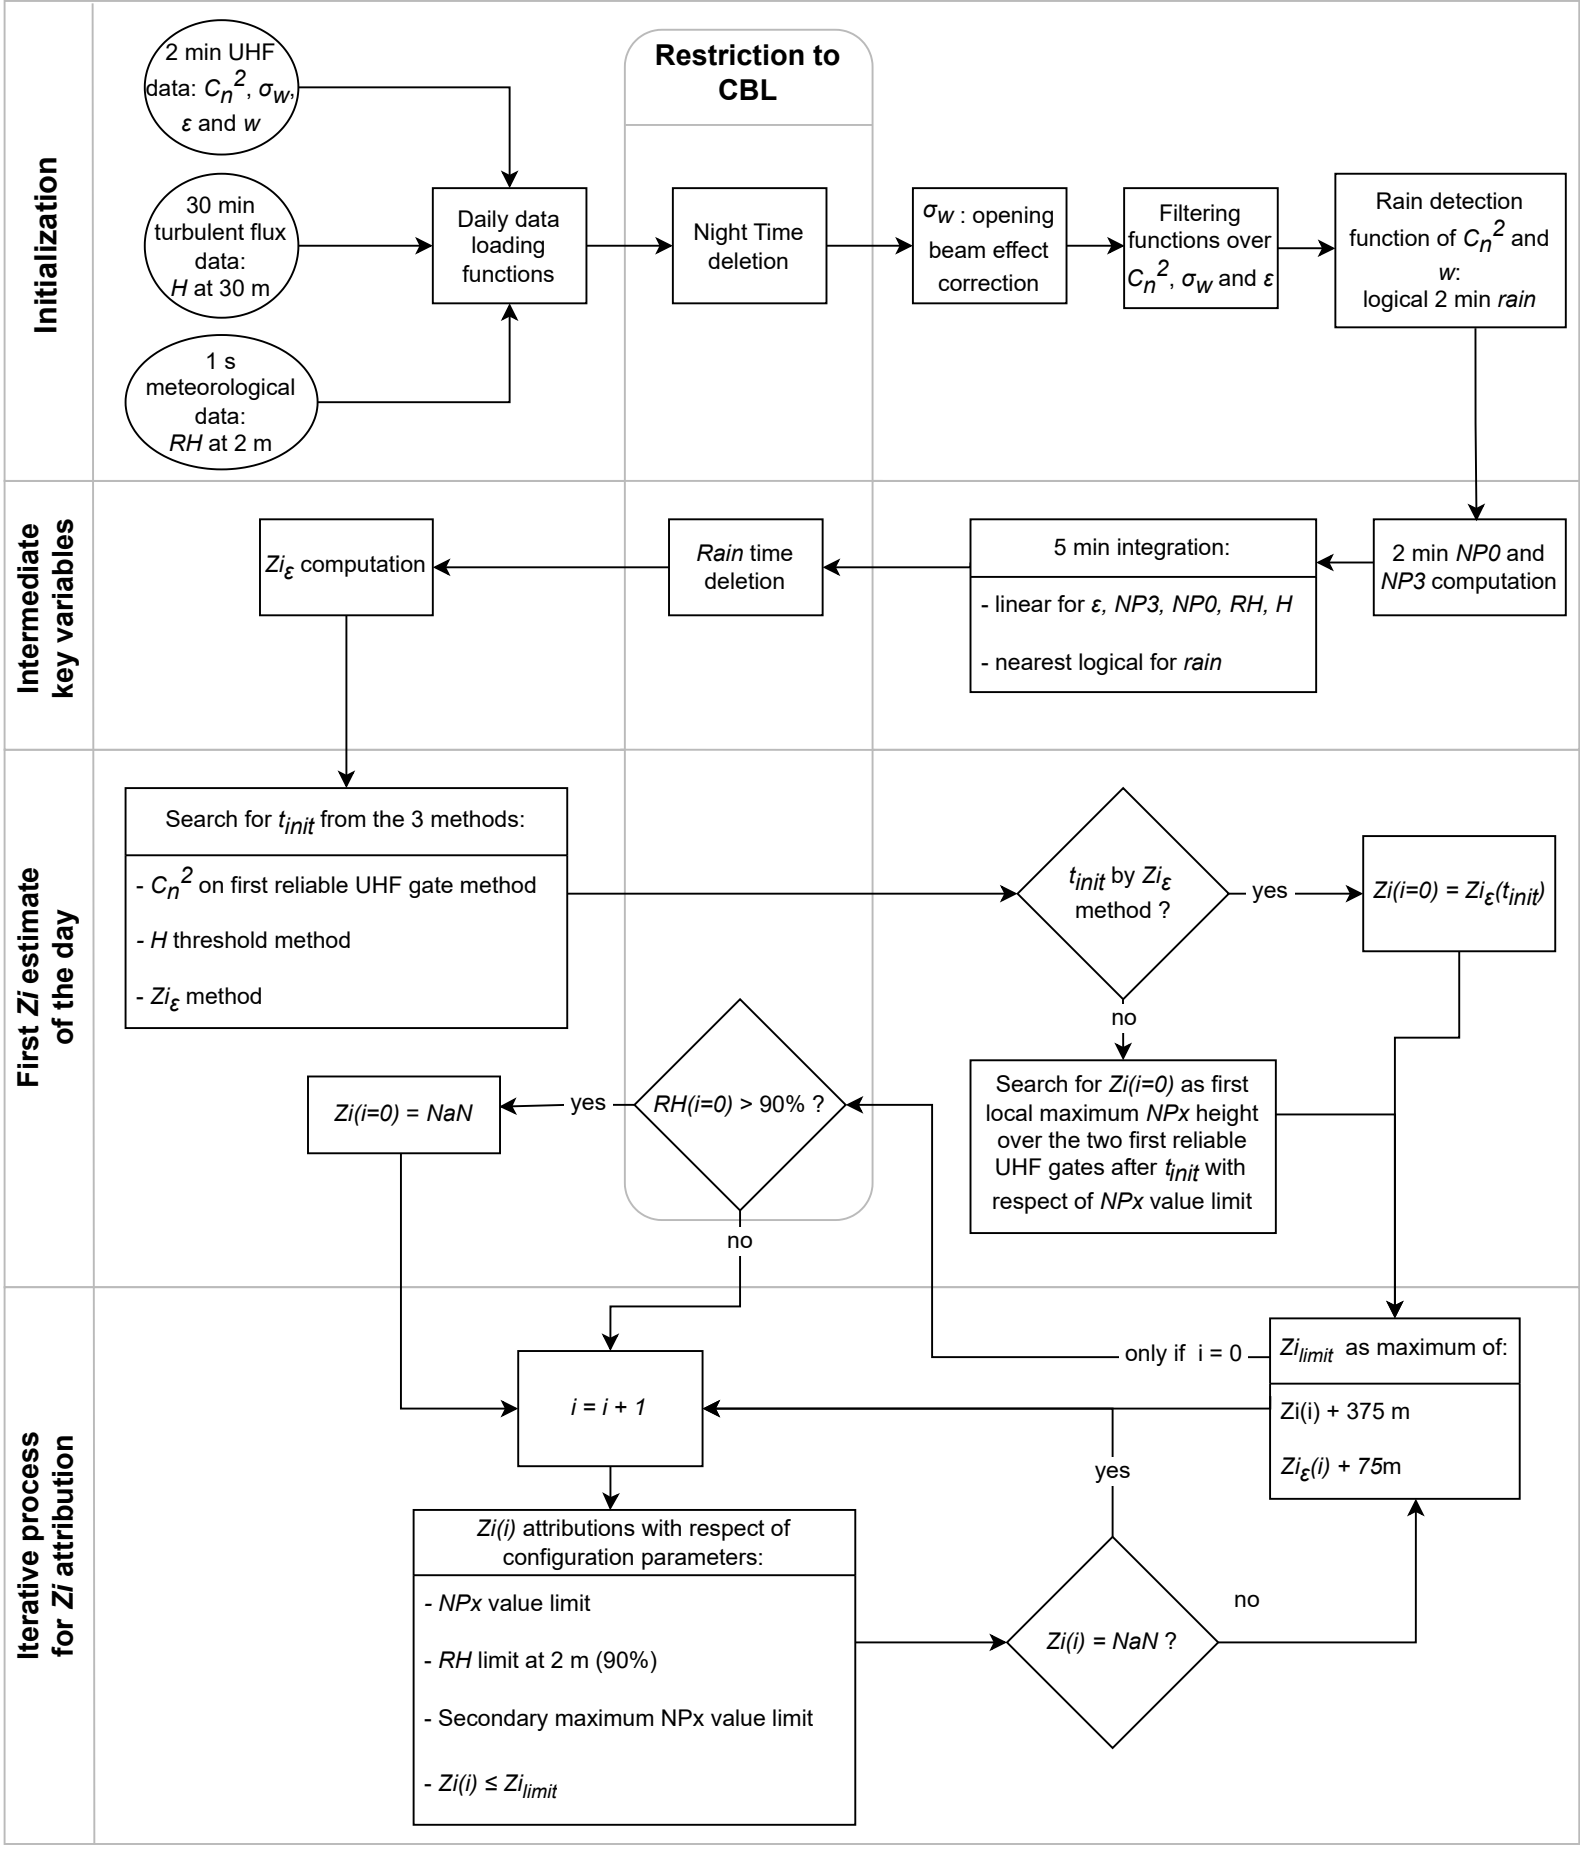 Restriction to
CBL
Initialization
2 min UHF
data: Cn², σw,
ε and w
30 min
turbulent flux
data:
H at 30 m
1 s
meteorological
data:
RH at 2 m
Daily data
loading
functions
Night Time
deletion
σw : opening
beam effect
correction
Filtering
functions over
Cn², σw and ε
Rain detection
function of Cn² and
w:
logical 2 min rain
Intermediate
key variables
2 min NP0 and
NP3 computation
5 min integration:
- linear for ε, NP3, NP0, RH, H
- nearest logical for rain
Rain time
deletion
Ziε computation
First Zi estimate
of the day
Search for tinit from the 3 methods:
- Cn² on first reliable UHF gate method
- H threshold method
- Ziε method
tinit by Ziε
method ?
yes
Zi(i=0) = Ziε(tinit)
no
Search for Zi(i=0) as first
local maximum NPx height
over the two first reliable
UHF gates after tinit with
respect of NPx value limit
RH(i=0) > 90% ?
yes
Zi(i=0) = NaN
no
Iterative process
for Zi attribution
Zilimit as maximum of:
Zi(i) + 375 m
Ziε(i) + 75m
only if i = 0
i = i + 1
Zi(i) attributions with respect of
configuration parameters:
- NPx value limit
- RH limit at 2 m (90%)
- Secondary maximum NPx value limit
- Zi(i) ≤ Zilimit
Zi(i) = NaN ?
yes
no